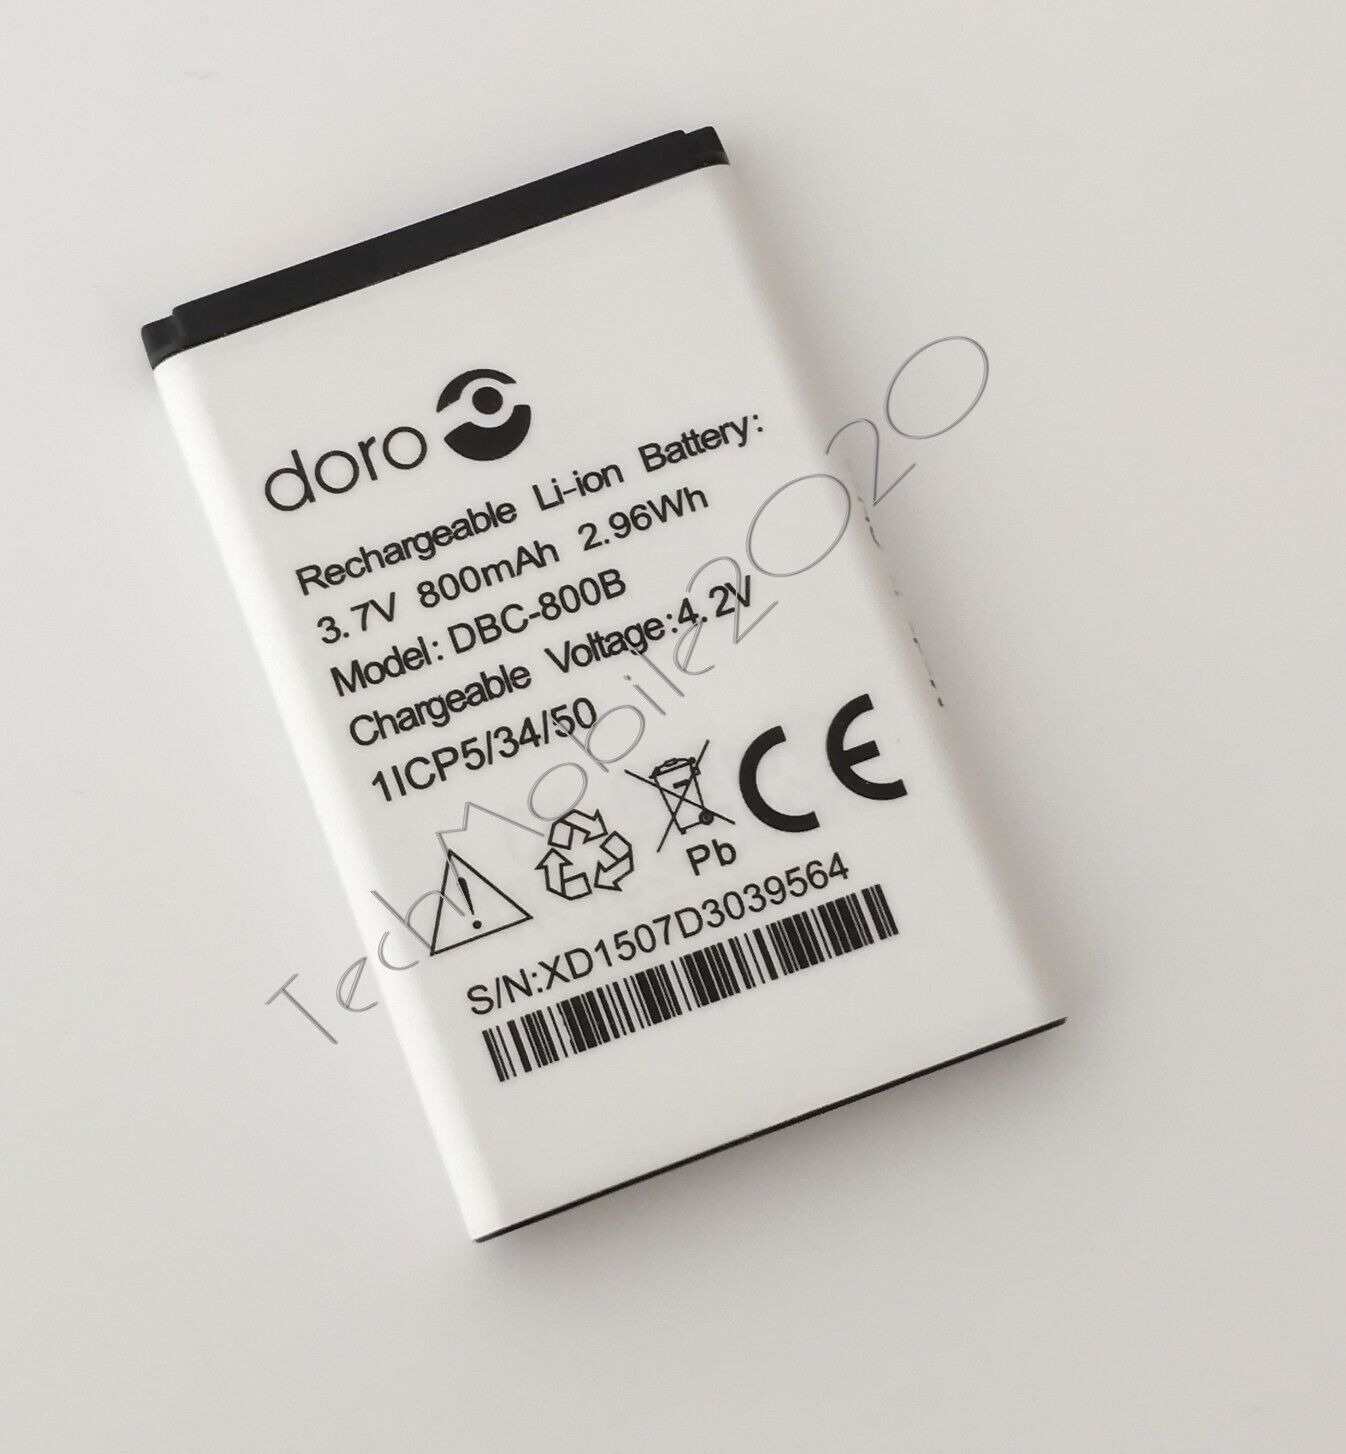 doro
Rechargeable Li-ion Battery:
3.7V 800mAh 2.96Wh
Model: DBC-800B
Chargeable Voltage:4.2V
1ICP5/34/50
Pb
CE
S/N:XD1507D3039564
TechMobile2020